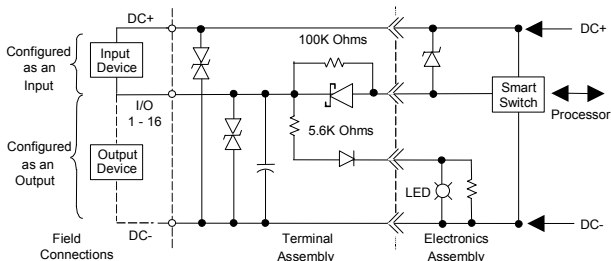 DC+
DC+
Configured
as an
Input
Input
Device
100K Ohms
Smart
Switch
Processor
I/O
1 - 16
Configured
as an
Output
Output
Device
5.6K Ohms
LED
DC-
DC-
Field
Connections
Terminal
Assembly
Electronics
Assembly